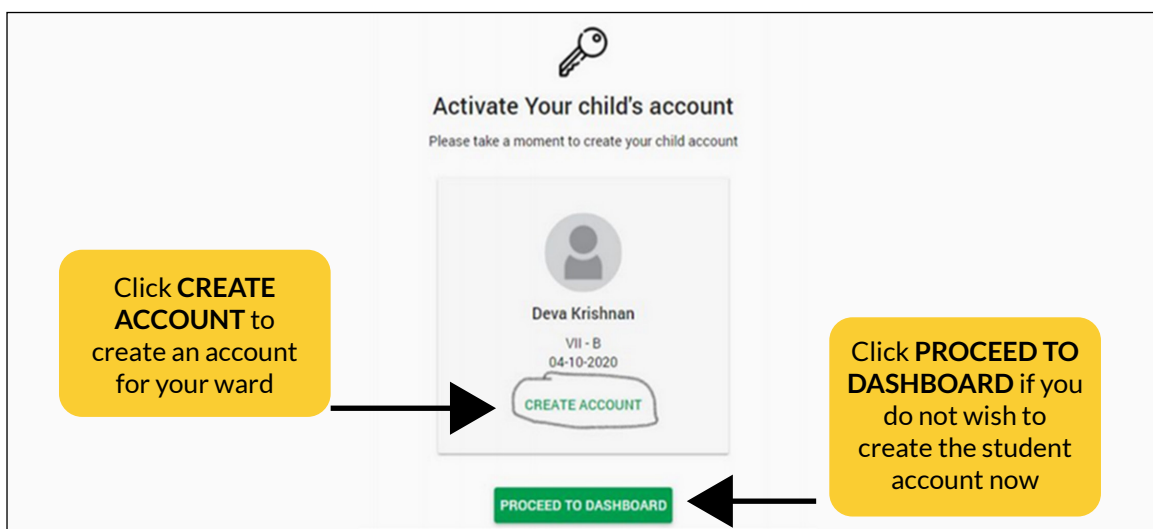 Activate Your child's account
Please take a moment to create your child account
Deva Krishnan
VII - B
04-10-2020
CREATE ACCOUNT
PROCEED TO DASHBOARD
Click CREATE
ACCOUNT to
create an account
for your ward
Click PROCEED TO
DASHBOARD if you
do not wish to
create the student
account now